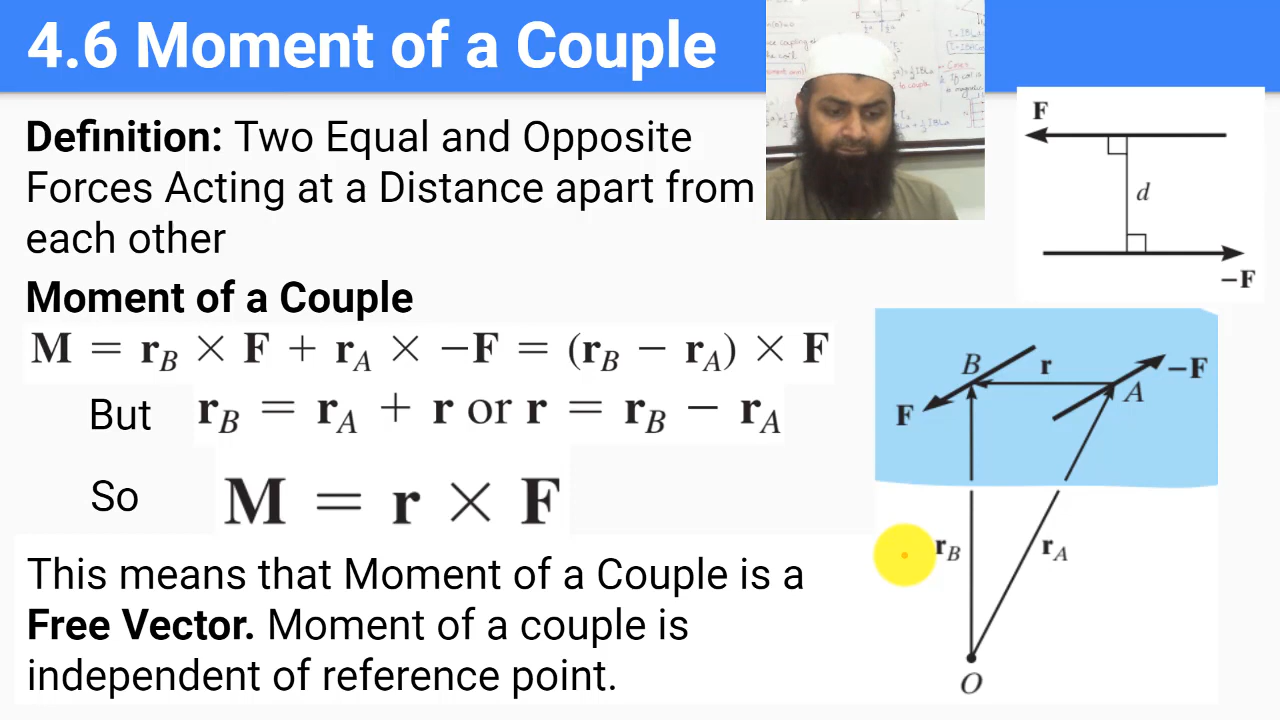 4.6 Moment of a Couple
Definition: Two Equal and Opposite
Forces Acting at a Distance apart from
each other
Moment of a Couple
M = r_B × F + r_A × −F = (r_B − r_A) × F
But r_B = r_A + r or r = r_B − r_A
So M = r × F
This means that Moment of a Couple is a
Free Vector. Moment of a couple is
independent of reference point.
F
d
−F
B
r
−F
A
F
r_B
r_A
O